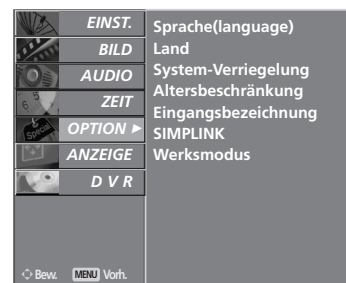 EINST.
BILD
AUDIO
ZEIT
OPTION
ANZEIGE
D V R
Bew. MENU Vorh.
Sprache(language)
Land
System-Verriegelung
Altersbeschränkung
Eingangsbezeichnung
SIMPLINK
Werksmodus